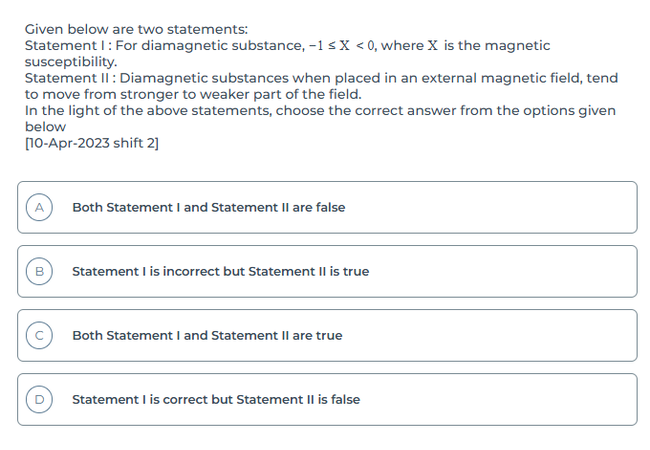 Given below are two statements:
Statement I : For diamagnetic substance, −1 ≤ X < 0, where X is the magnetic
susceptibility.
Statement II : Diamagnetic substances when placed in an external magnetic field, tend
to move from stronger to weaker part of the field.
In the light of the above statements, choose the correct answer from the options given
below
[10-Apr-2023 shift 2]
A Both Statement I and Statement II are false
B Statement I is incorrect but Statement II is true
C Both Statement I and Statement II are true
D Statement I is correct but Statement II is false